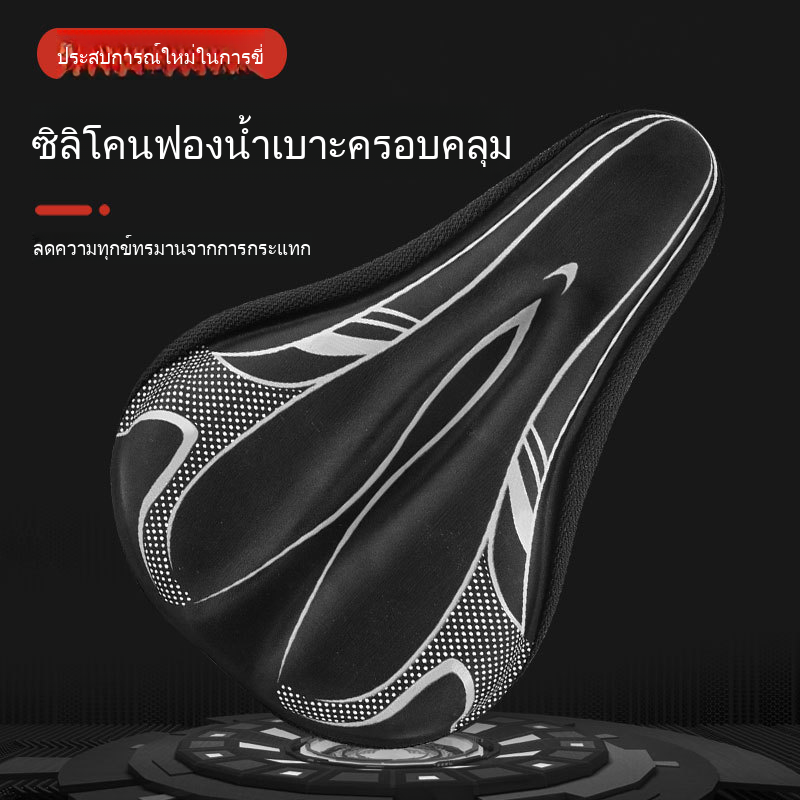 ประสบการณ์ใหม่ในการขี่
ซิลิโคนฟองน้ำเบาะครอบคลุม
ลดความทุกข์ทรมานจากการกระแทก